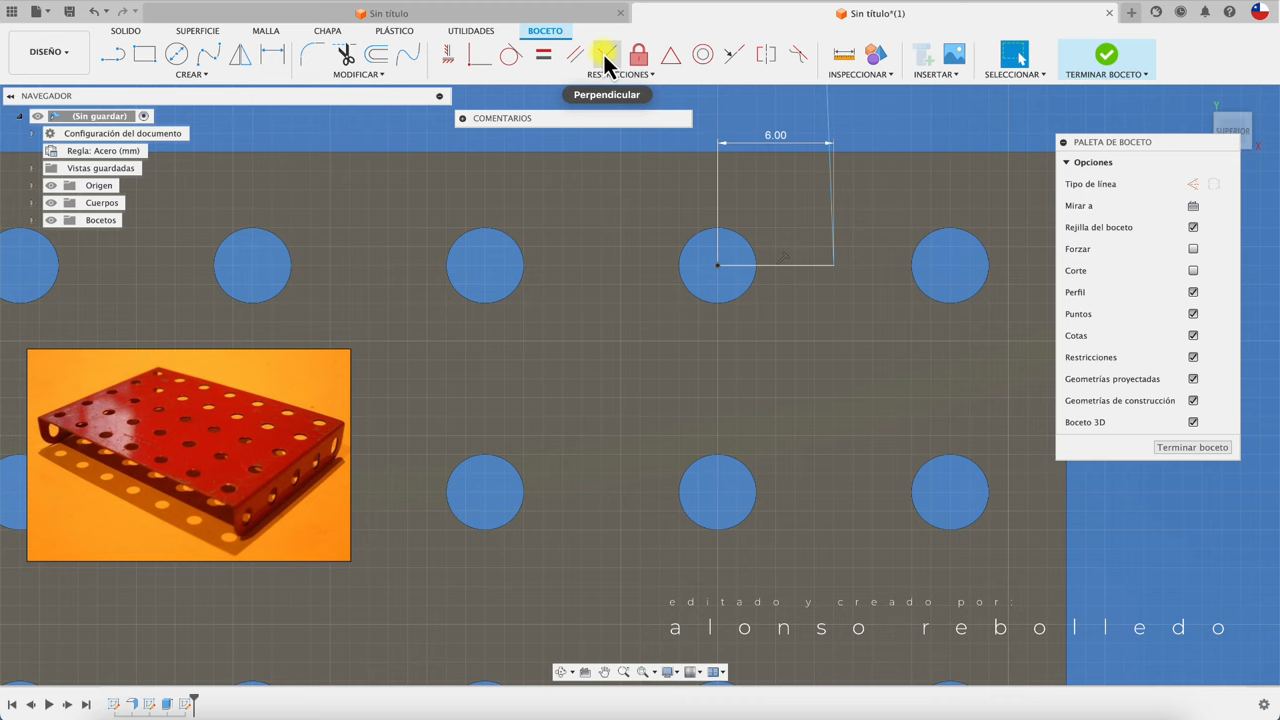 Sin título
Sin título*(1)
DISEÑO
SOLIDO
SUPERFICIE
MALLA
CHAPA
PLÁSTICO
UTILIDADES
BOCETO
CREAR
MODIFICAR
RESTRICCIONES
INSPECCIONAR
INSERTAR
SELECCIONAR
TERMINAR BOCETO
Perpendicular
NAVEGADOR
(Sin guardar)
Configuración del documento
Regla: Acero (mm)
Vistas guardadas
Origen
Cuerpos
Bocetos
COMENTARIOS
6.00
Y
SUPERIOR
X
PALETA DE BOCETO
Opciones
Tipo de línea
Mirar a
Rejilla del boceto
Forzar
Corte
Perfil
Puntos
Cotas
Restricciones
Geometrías proyectadas
Geometrías de construcción
Boceto 3D
Terminar boceto
editado y creado por:
alonso rebolledo